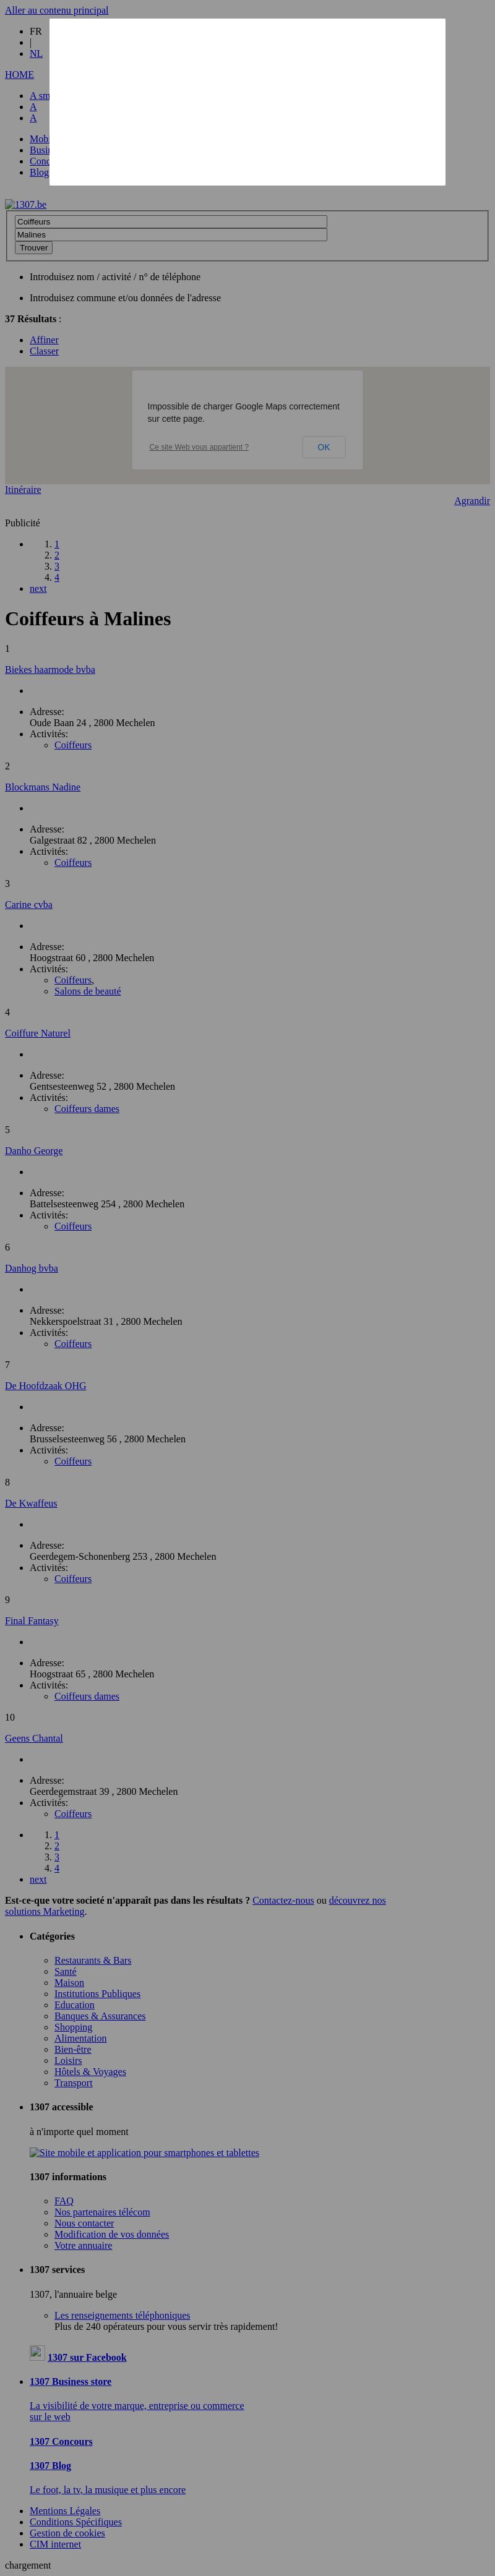 Aller au contenu principal
FR
|
NL
HOME
A sm
A
A
Mob
Busi
Conc
Blog
1307.be
Coiffeurs
Malines
Trouver
Introduisez nom / activité / n° de téléphone
Introduisez commune et/ou données de l'adresse
37 Résultats :
Affiner
Classer
Impossible de charger Google Maps correctement
sur cette page.
Ce site Web vous appartient ?
OK
Itinéraire
Agrandir
Publicité
1. 1
2. 2
3. 3
4. 4
next
Coiffeurs à Malines
1
Biekes haarmode bvba
Adresse:
Oude Baan 24 , 2800 Mechelen
Activités:
Coiffeurs
2
Blockmans Nadine
Adresse:
Galgestraat 82 , 2800 Mechelen
Activités:
Coiffeurs
3
Carine cvba
Adresse:
Hoogstraat 60 , 2800 Mechelen
Activités:
Coiffeurs,
Salons de beauté
4
Coiffure Naturel
Adresse:
Gentsesteenweg 52 , 2800 Mechelen
Activités:
Coiffeurs dames
5
Danho George
Adresse:
Battelsesteenweg 254 , 2800 Mechelen
Activités:
Coiffeurs
6
Danhog bvba
Adresse:
Nekkerspoelstraat 31 , 2800 Mechelen
Activités:
Coiffeurs
7
De Hoofdzaak OHG
Adresse:
Brusselsesteenweg 56 , 2800 Mechelen
Activités:
Coiffeurs
8
De Kwaffeus
Adresse:
Geerdegem-Schonenberg 253 , 2800 Mechelen
Activités:
Coiffeurs
9
Final Fantasy
Adresse:
Hoogstraat 65 , 2800 Mechelen
Activités:
Coiffeurs dames
10
Geens Chantal
Adresse:
Geerdegemstraat 39 , 2800 Mechelen
Activités:
Coiffeurs
1. 1
2. 2
3. 3
4. 4
next
Est-ce-que votre societé n'apparaît pas dans les résultats ? Contactez-nous ou découvrez nos
solutions Marketing.
Catégories
Restaurants & Bars
Santé
Maison
Institutions Publiques
Education
Banques & Assurances
Shopping
Alimentation
Bien-être
Loisirs
Hôtels & Voyages
Transport
1307 accessible
à n'importe quel moment
Site mobile et application pour smartphones et tablettes
1307 informations
FAQ
Nos partenaires télécom
Nous contacter
Modification de vos données
Votre annuaire
1307 services
1307, l'annuaire belge
Les renseignements téléphoniques
Plus de 240 opérateurs pour vous servir très rapidement!
1307 sur Facebook
1307 Business store
La visibilité de votre marque, entreprise ou commerce
sur le web
1307 Concours
1307 Blog
Le foot, la tv, la musique et plus encore
Mentions Légales
Conditions Spécifiques
Gestion de cookies
CIM internet
chargement